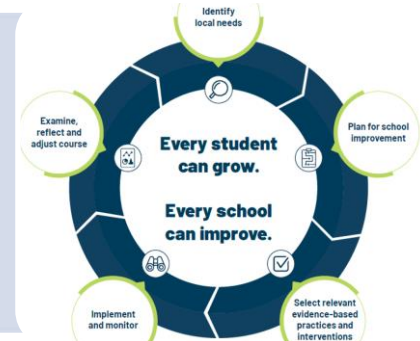 Identify
local needs
Examine,
reflect and
adjust course
Plan for school
improvement
Every student
can grow.
Every school
can improve.
Implement
and monitor
Select relevant
evidence-based
practices and
interventions